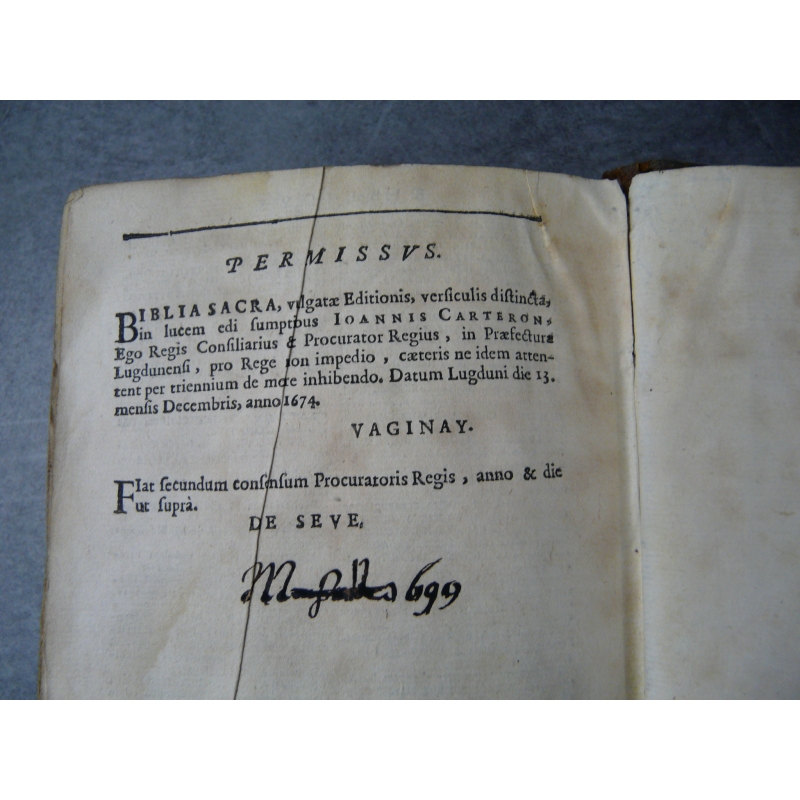 PERMISSVS.
BIBLIA SACRA, vulgatæ Editionis, versiculis distincta,
in lucem edi sumptibus IOANNIS CARTERON,
Ego Regis Consiliarius & Procurator Regius, in Præfectura
Lugdunensi, pro Rege non impedio, cæteris ne idem atten-
tent per triennium de more inhibendo. Datum Lugduni die 13.
mensis Decembris, anno 1674.
VAGINAY.
FIat secundum consensum Procuratoris Regis, anno & die
ut suprà.
DE SEVE.
699